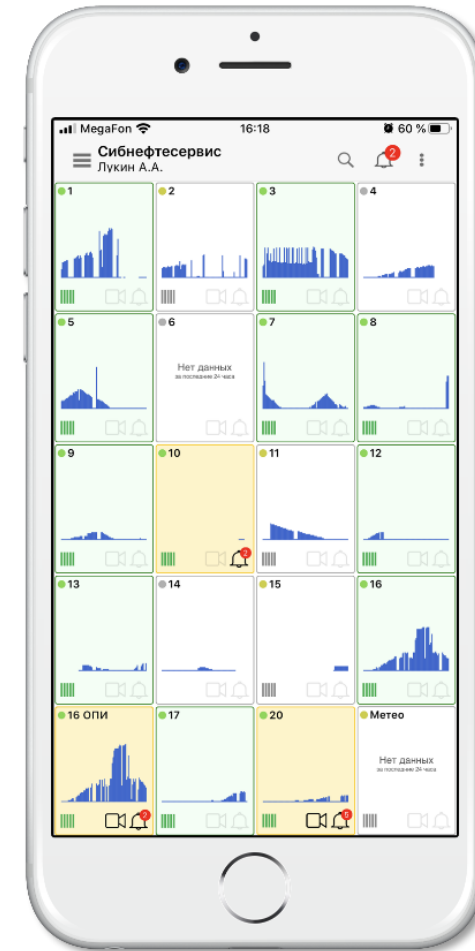 MegaFon 16:18 60 %
Сибнефтесервис 2
Лукин А.А.
1 2 3 4
5 6 7 8
Нет данных
за последние 24 часа
9 10 11 12
2
13 14 15 16
16 ОПИ 17 20 Метео
Нет данных
за последние 24 часа
2